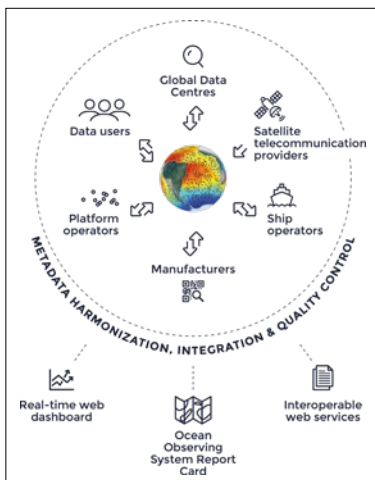 Global Data
Centres
Data users
Satellite
telecommunication
providers
Platform
operators
Ship
operators
Manufacturers
METADATA HARMONIZATION, INTEGRATION & QUALITY CONTROL
Real-time web
dashboard
Ocean
Observing
System Report
Card
Interoperable
web services